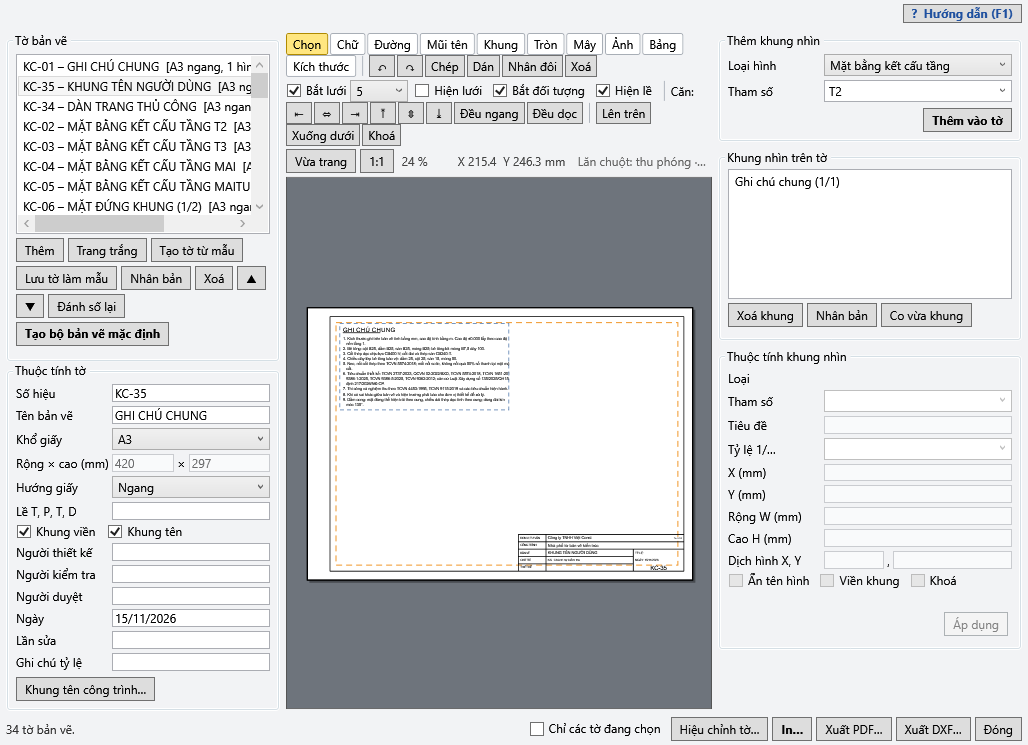 ? Hướng dẫn (F1)
Tờ bản vẽ
KC-01 – GHI CHÚ CHUNG [A3 ngang, 1 hìn
KC-35 – KHUNG TÊN NGƯỜI DÙNG [A3 ng
KC-34 – DÀN TRANG THỦ CÔNG [A3 ngan
KC-02 – MẶT BẰNG KẾT CẤU TẦNG T2 [A3
KC-03 – MẶT BẰNG KẾT CẤU TẦNG T3 [A3
KC-04 – MẶT BẰNG KẾT CẤU TẦNG MAI [A
KC-05 – MẶT BẰNG KẾT CẤU TẦNG MAITU
KC-06 – MẶT ĐỨNG KHUNG (1/2) [A3 ngan
Thêm Trang trắng Tạo tờ từ mẫu
Lưu tờ làm mẫu Nhân bản Xoá ▲
▼ Đánh số lại
Tạo bộ bản vẽ mặc định
Thuộc tính tờ
Số hiệu KC-35
Tên bản vẽ GHI CHÚ CHUNG
Khổ giấy A3
Rộng × cao (mm) 420 × 297
Hướng giấy Ngang
Lề T, P, T, D
Khung viền Khung tên
Người thiết kế
Người kiểm tra
Người duyệt
Ngày 15/11/2026
Lần sửa
Ghi chú tỷ lệ
Khung tên công trình...
34 tờ bản vẽ.
Chọn Chữ Đường Mũi tên Khung Tròn Mây Ảnh Bảng
Kích thước Chép Dán Nhân đôi Xoá
Bắt lưới 5 Hiện lưới Bắt đối tượng Hiện lề Căn:
Đều ngang Đều dọc Lên trên
Xuống dưới Khoá
Vừa trang 1:1 24 % X 215.4 Y 246.3 mm Lăn chuột: thu phóng ·...
GHI CHÚ CHUNG
Công ty TNHH Việt Const
KHUNG TÊN NGƯỜI DÙNG
KC-35
Thêm khung nhìn
Loại hình Mặt bằng kết cấu tầng
Tham số T2
Thêm vào tờ
Khung nhìn trên tờ
Ghi chú chung (1/1)
Xoá khung Nhân bản Co vừa khung
Thuộc tính khung nhìn
Loại
Tham số
Tiêu đề
Tỷ lệ 1/...
X (mm)
Y (mm)
Rộng W (mm)
Cao H (mm)
Dịch hình X, Y ,
Ẩn tên hình Viền khung Khoá
Áp dụng
Chỉ các tờ đang chọn Hiệu chỉnh tờ... In... Xuất PDF... Xuất DXF... Đóng